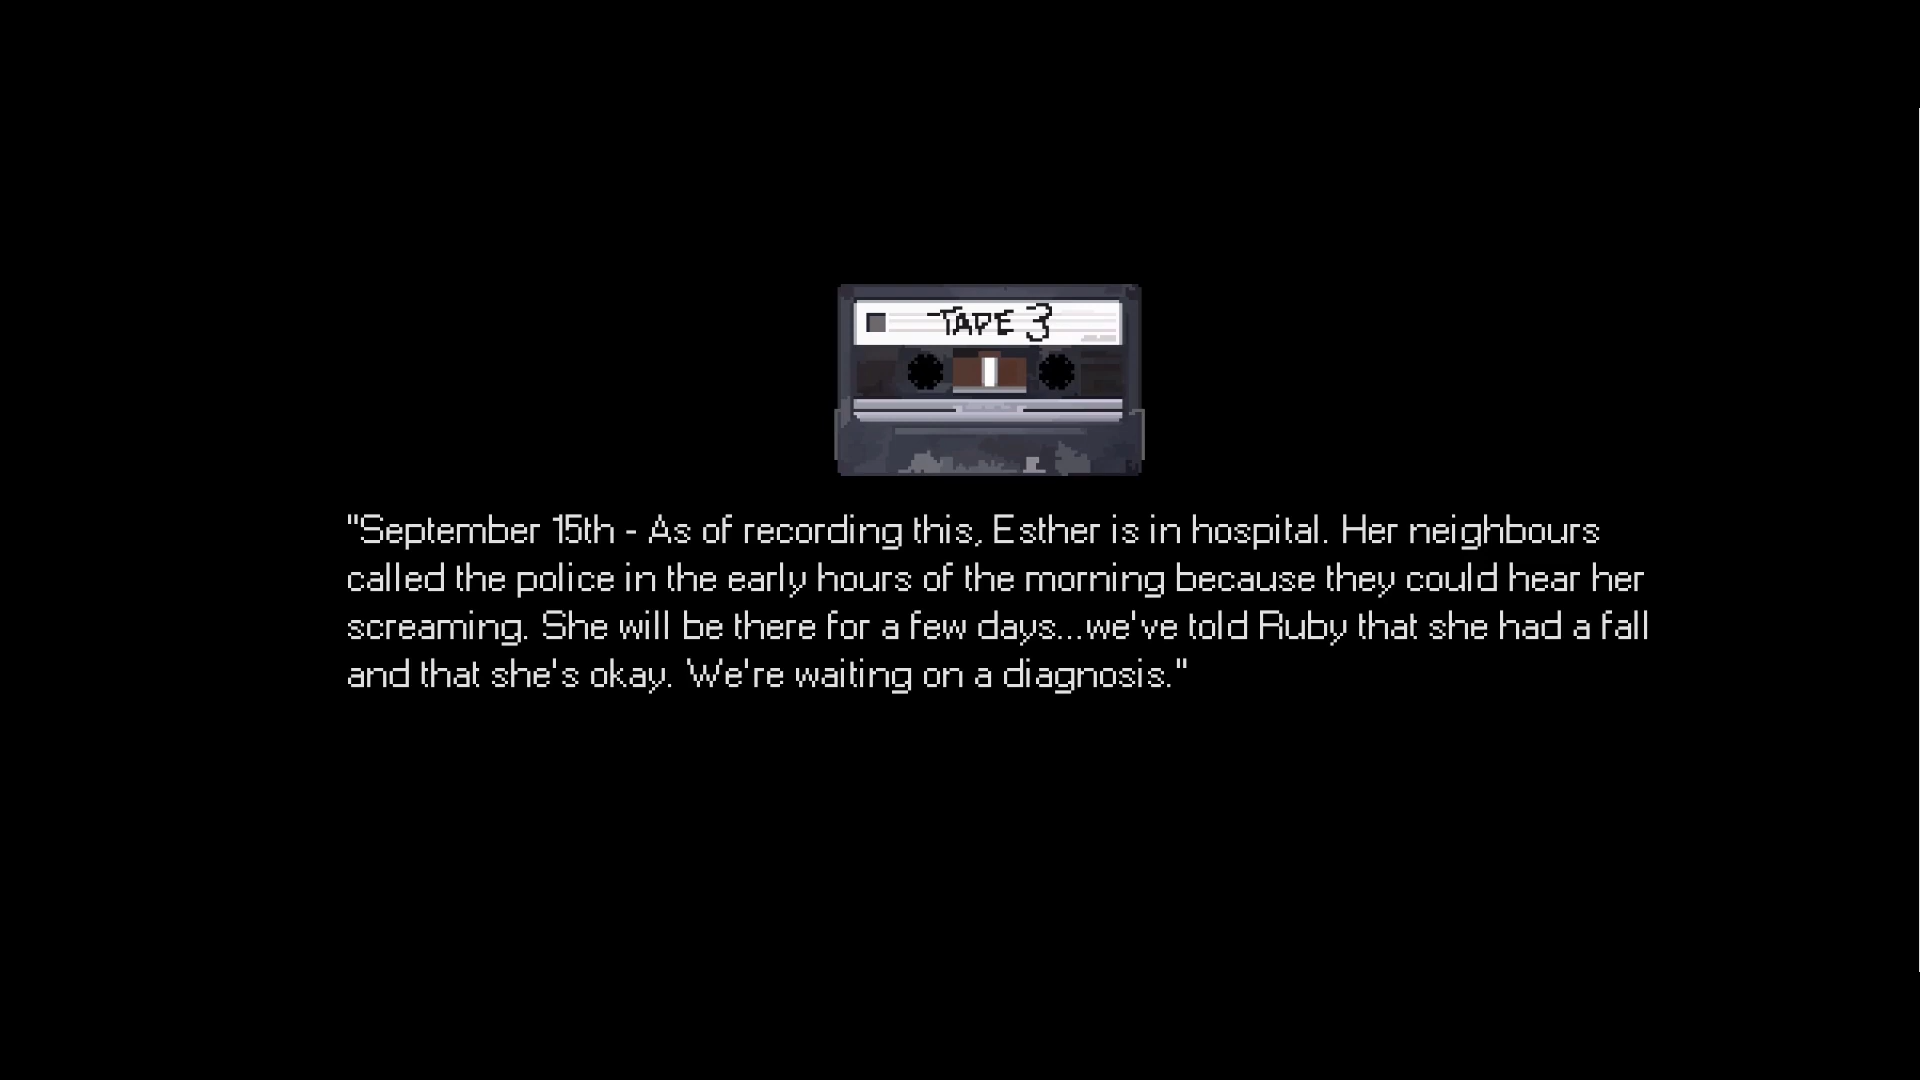 TAPE 3
"September 15th - As of recording this, Esther is in hospital. Her neighbours
called the police in the early hours of the morning because they could hear her
screaming. She will be there for a few days...we've told Ruby that she had a fall
and that she's okay. We're waiting on a diagnosis."